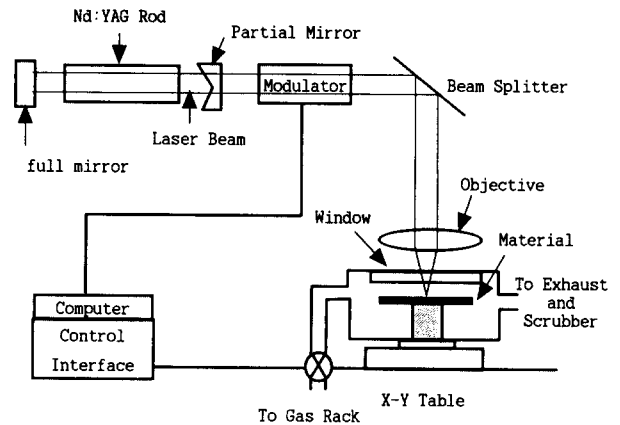 Nd:YAG Rod
Partial Mirror
Modulator
Beam Splitter
Laser Beam
full mirror
Objective
Window
Material
To Exhaust
and
Scrubber
Computer
Control
Interface
X-Y Table
To Gas Rack